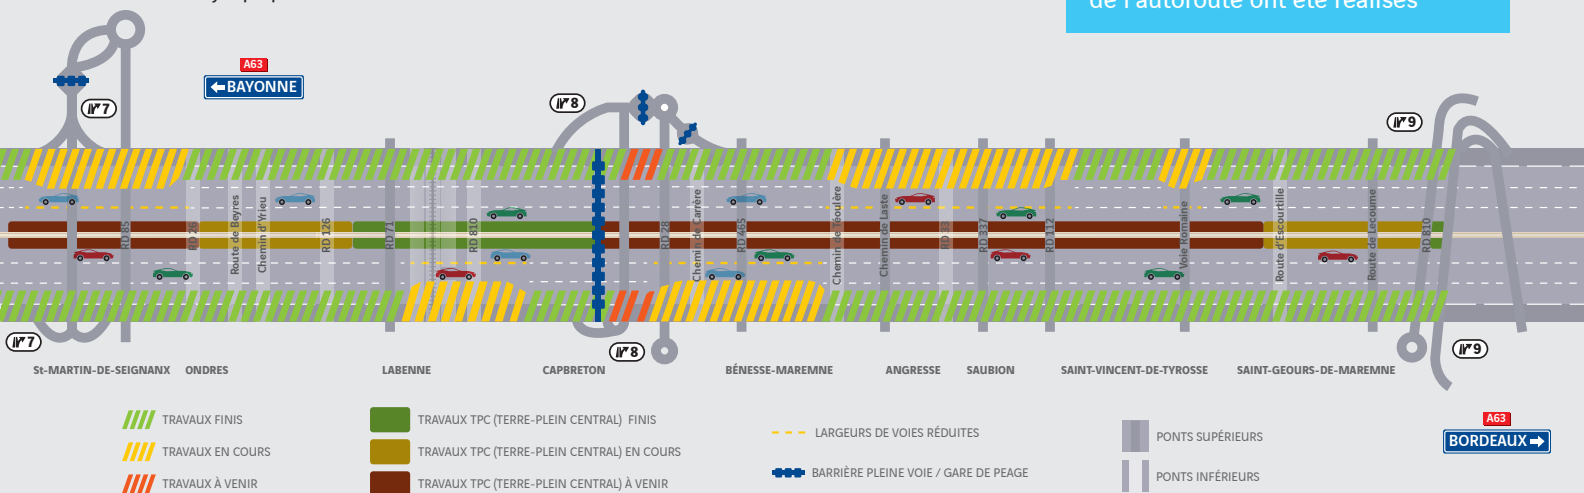 de l'autoroute ont été réalisés
A63
BAYONNE
7
8
9
RD 85
RD 26
Route de Beyres
Chemin d'Yrieu
RD 126
RD 71
RD 810
RD 28
Chemin de Carrère
RD 465
Chemin de Téoulère
Chemin de Laste
RD 33
RD 337
RD 112
Voie Romaine
Route d'Escourtille
Route de Lecoume
RD 810
7
8
9
St-MARTIN-DE-SEIGNANX
ONDRES
LABENNE
CAPBRETON
BÉNESSE-MAREMNE
ANGRESSE
SAUBION
SAINT-VINCENT-DE-TYROSSE
SAINT-GEOURS-DE-MAREMNE
TRAVAUX FINIS
TRAVAUX EN COURS
TRAVAUX À VENIR
TRAVAUX TPC (TERRE-PLEIN CENTRAL) FINIS
TRAVAUX TPC (TERRE-PLEIN CENTRAL) EN COURS
TRAVAUX TPC (TERRE-PLEIN CENTRAL) À VENIR
LARGEURS DE VOIES RÉDUITES
BARRIÈRE PLEINE VOIE / GARE DE PEAGE
PONTS SUPÉRIEURS
PONTS INFÉRIEURS
A63
BORDEAUX